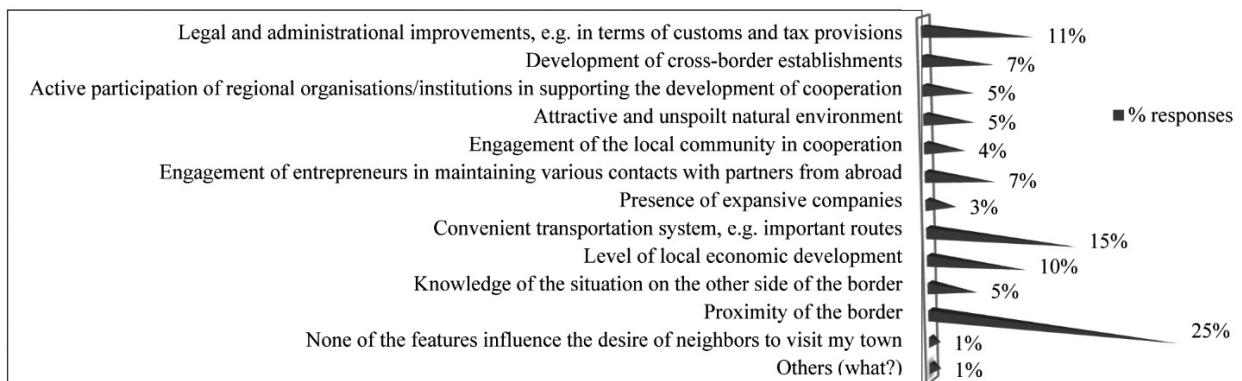 Legal and administrational improvements, e.g. in terms of customs and tax provisions 11%
Development of cross-border establishments 7%
Active participation of regional organisations/institutions in supporting the development of cooperation 5%
Attractive and unspoilt natural environment 5%
% responses
Engagement of the local community in cooperation 4%
Engagement of entrepreneurs in maintaining various contacts with partners from abroad 7%
Presence of expansive companies 3%
Convenient transportation system, e.g. important routes 15%
Level of local economic development 10%
Knowledge of the situation on the other side of the border 5%
Proximity of the border 25%
None of the features influence the desire of neighbors to visit my town 1%
Others (what?) 1%